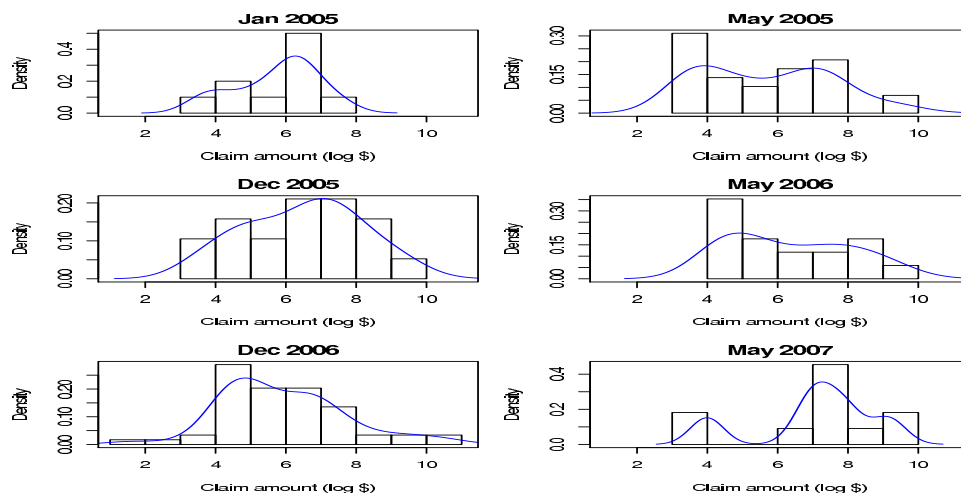 Jan 2005
Density
0.0 0.2 0.4
2 4 6 8 10
Claim amount (log $)
May 2005
Density
0.00 0.15 0.30
2 4 6 8 10
Claim amount (log $)
Dec 2005
Density
0.00 0.10 0.20
2 4 6 8 10
Claim amount (log $)
May 2006
Density
0.00 0.15 0.30
2 4 6 8 10
Claim amount (log $)
Dec 2006
Density
0.00 0.10 0.20
2 4 6 8 10
Claim amount (log $)
May 2007
Density
0.0 0.2 0.4
2 4 6 8 10
Claim amount (log $)